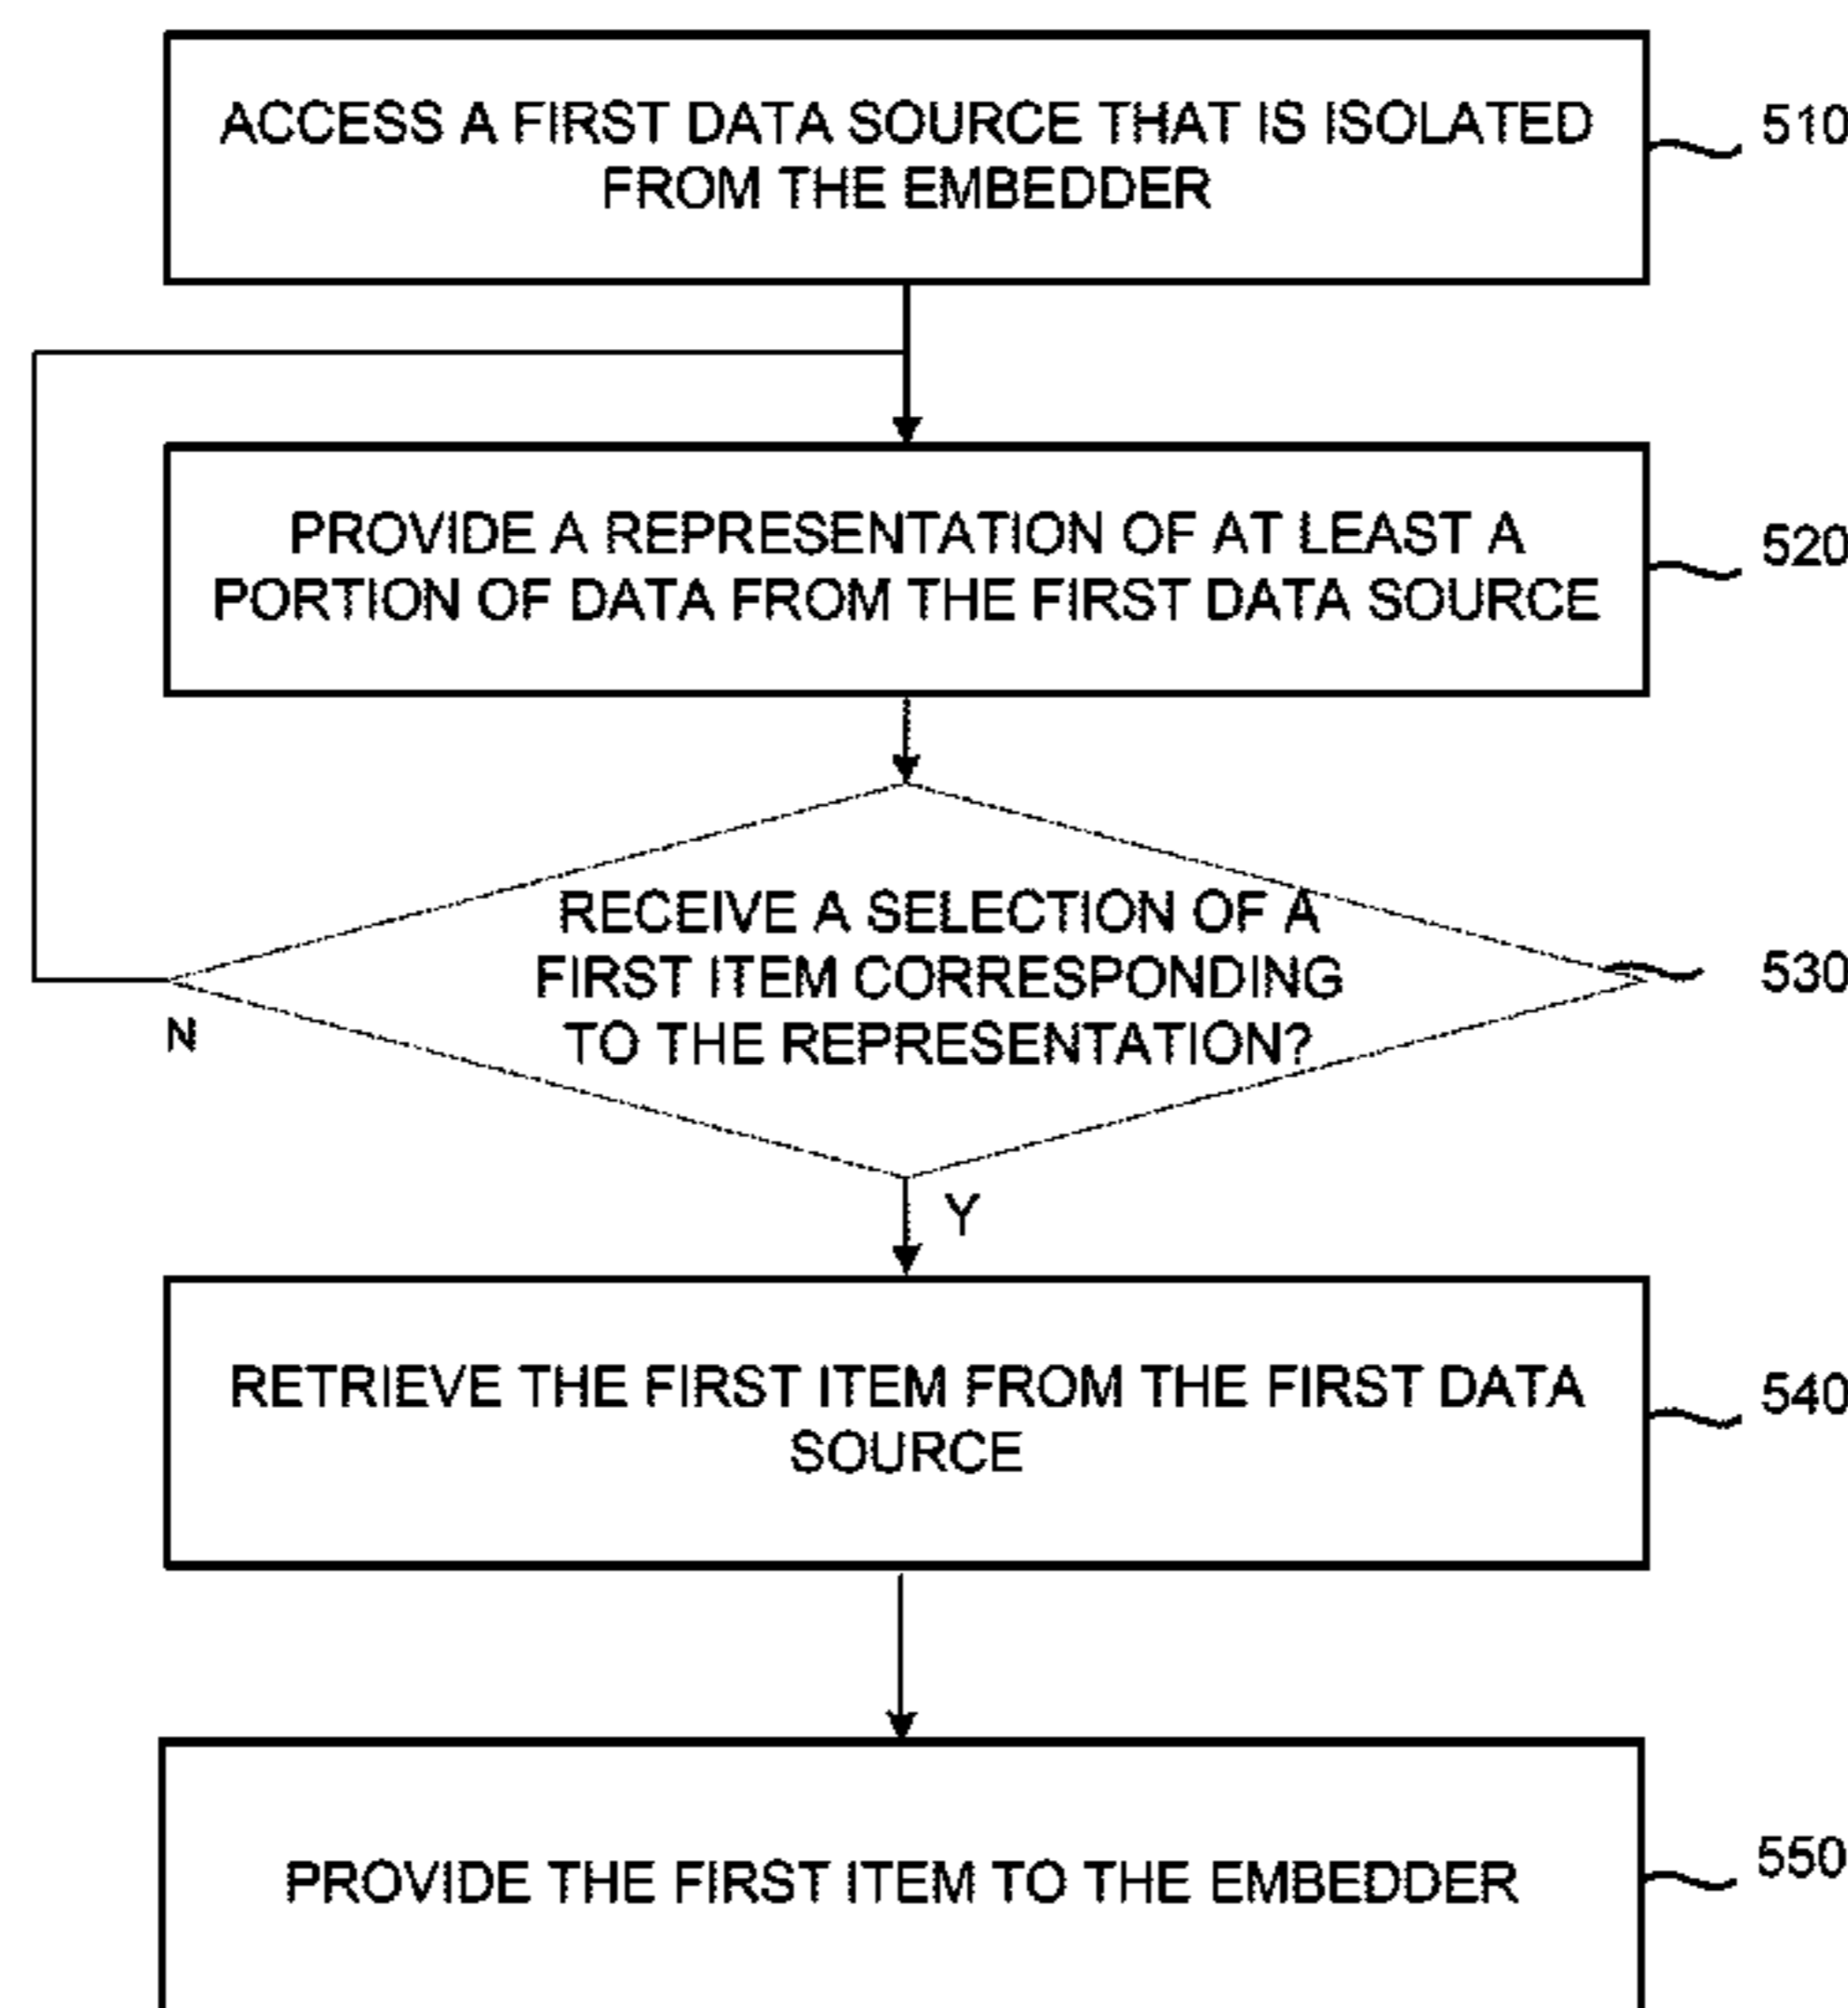 ACCESS A FIRST DATA SOURCE THAT IS ISOLATED
FROM THE EMBEDDER
510
PROVIDE A REPRESENTATION OF AT LEAST A
PORTION OF DATA FROM THE FIRST DATA SOURCE
520
RECEIVE A SELECTION OF A
FIRST ITEM CORRESPONDING
TO THE REPRESENTATION?
530
N
Y
RETRIEVE THE FIRST ITEM FROM THE FIRST DATA
SOURCE
540
PROVIDE THE FIRST ITEM TO THE EMBEDDER
550